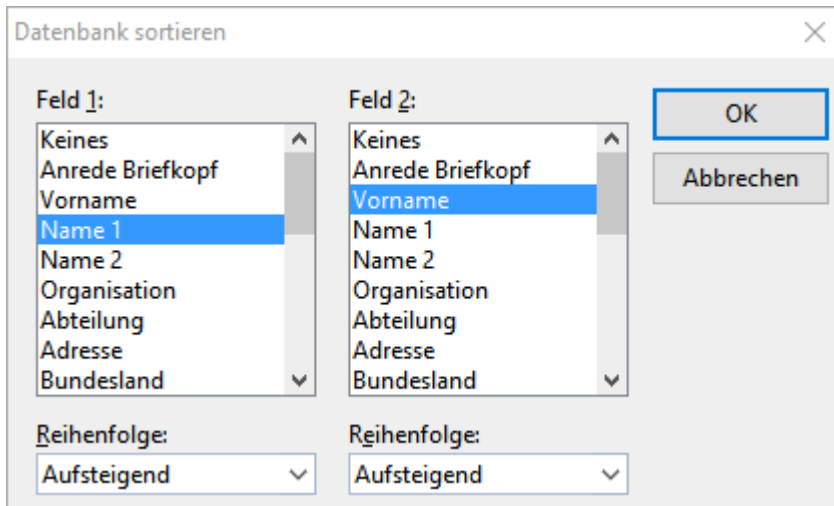 Datenbank sortieren
Feld 1:
Keines
Anrede Briefkopf
Vorname
Name 1
Name 2
Organisation
Abteilung
Adresse
Bundesland
Reihenfolge:
Aufsteigend
Feld 2:
Keines
Anrede Briefkopf
Vorname
Name 1
Name 2
Organisation
Abteilung
Adresse
Bundesland
Reihenfolge:
Aufsteigend
OK
Abbrechen